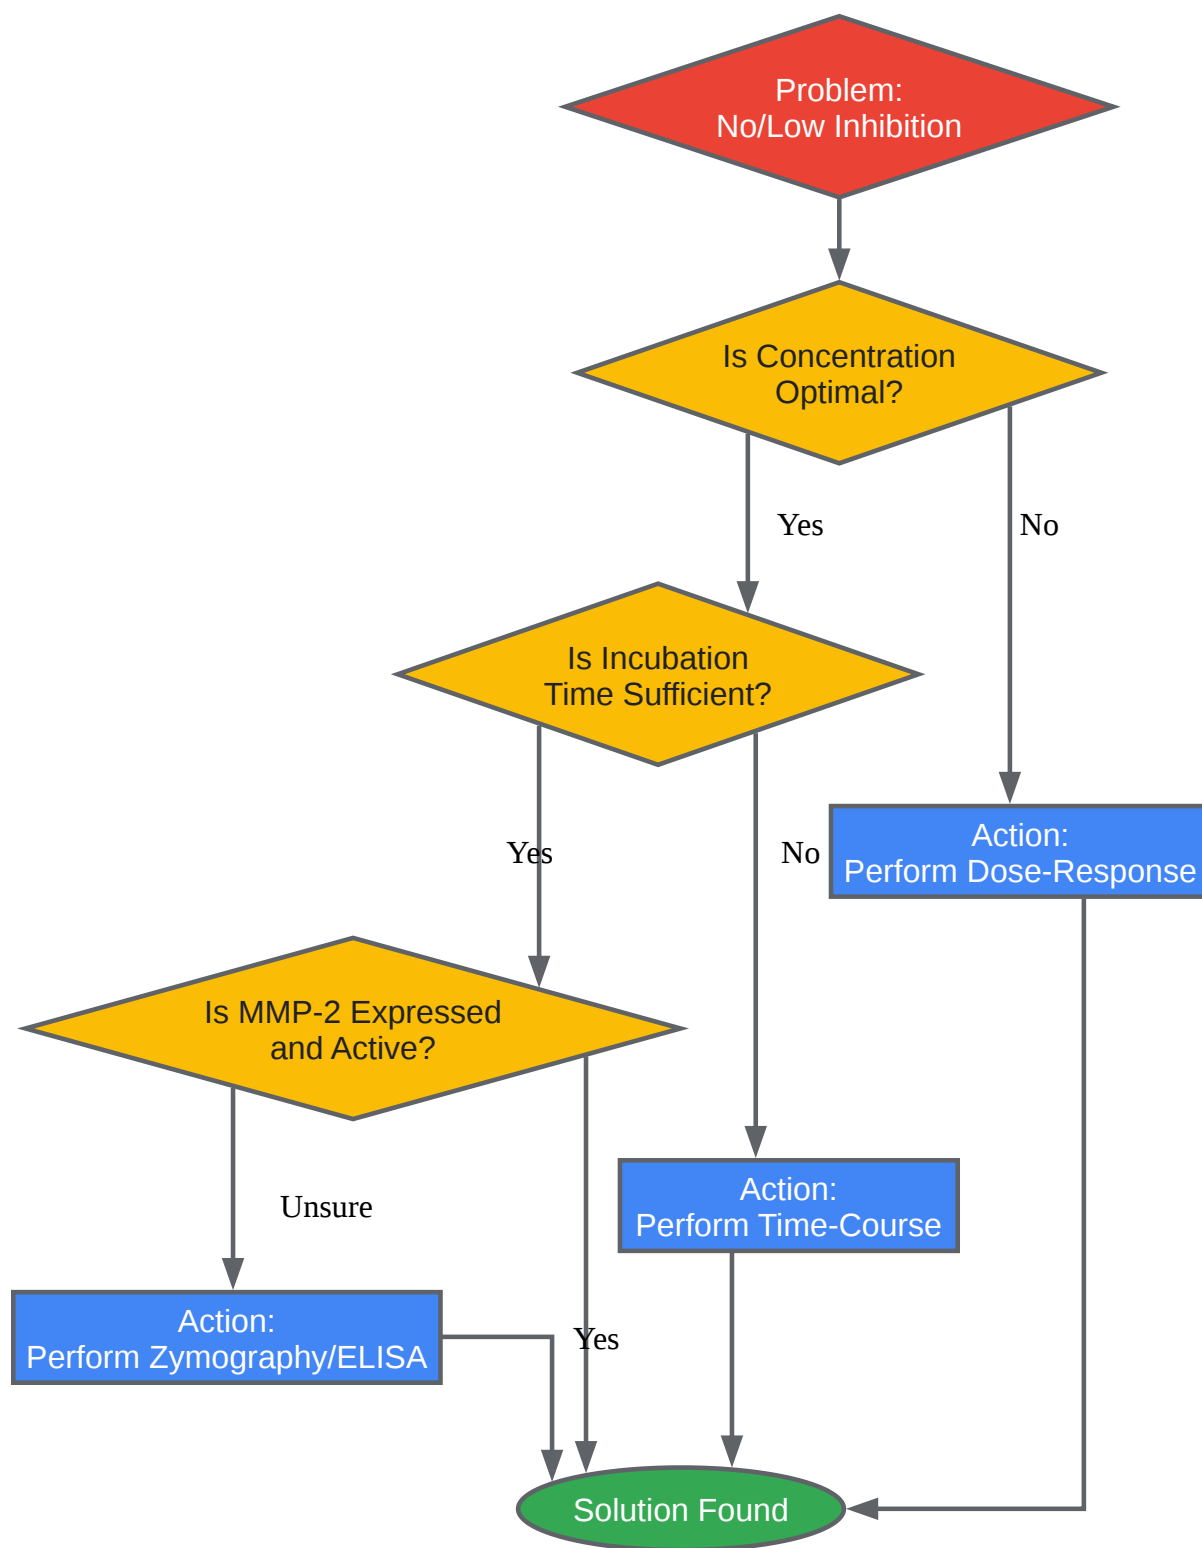 Problem:
No/Low Inhibition
Is Concentration
Optimal?
Yes
No
Is Incubation
Time Sufficient?
Yes
No
Action:
Perform Dose-Response
Is MMP-2 Expressed
and Active?
Unsure
Action:
Perform Time-Course
Action:
Perform Zymography/ELISA
Yes
Solution Found